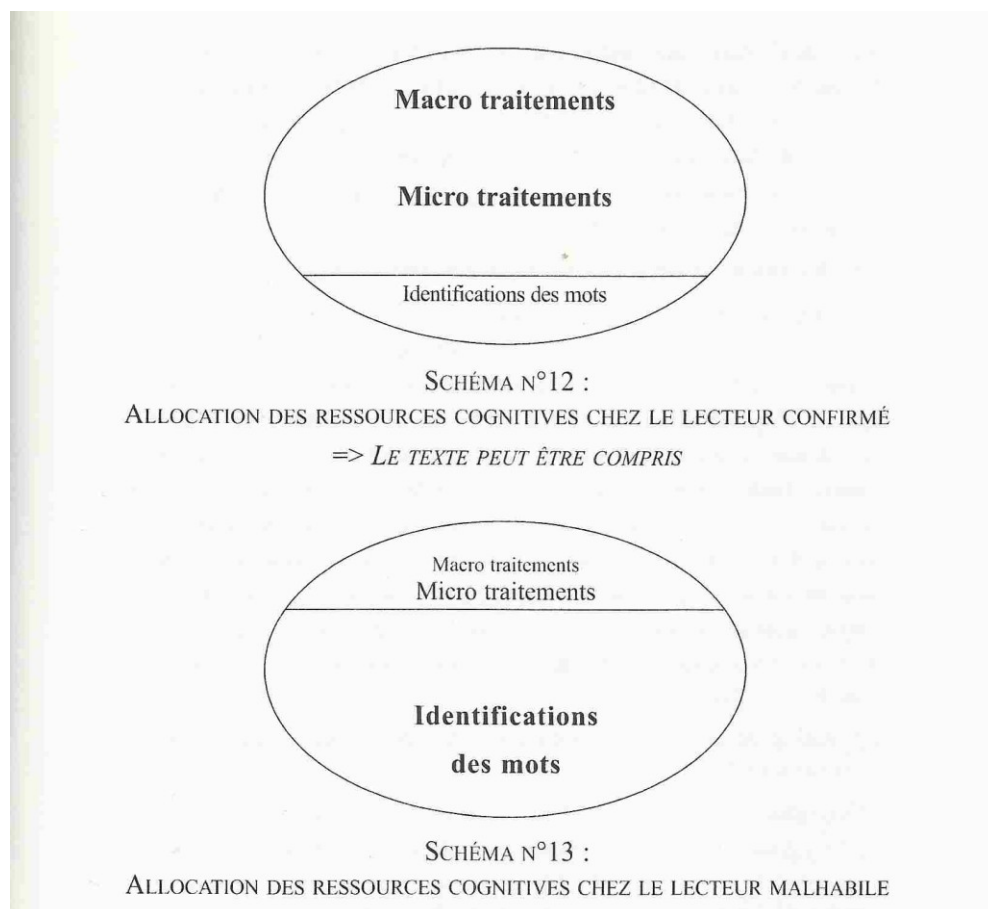 Macro traitements
Micro traitements
Identifications des mots
SCHÉMA N°12 :
ALLOCATION DES RESSOURCES COGNITIVES CHEZ LE LECTEUR CONFIRMÉ
=> LE TEXTE PEUT ÊTRE COMPRIS
Macro traitements
Micro traitements
Identifications
des mots
SCHÉMA N°13 :
ALLOCATION DES RESSOURCES COGNITIVES CHEZ LE LECTEUR MALHABILE